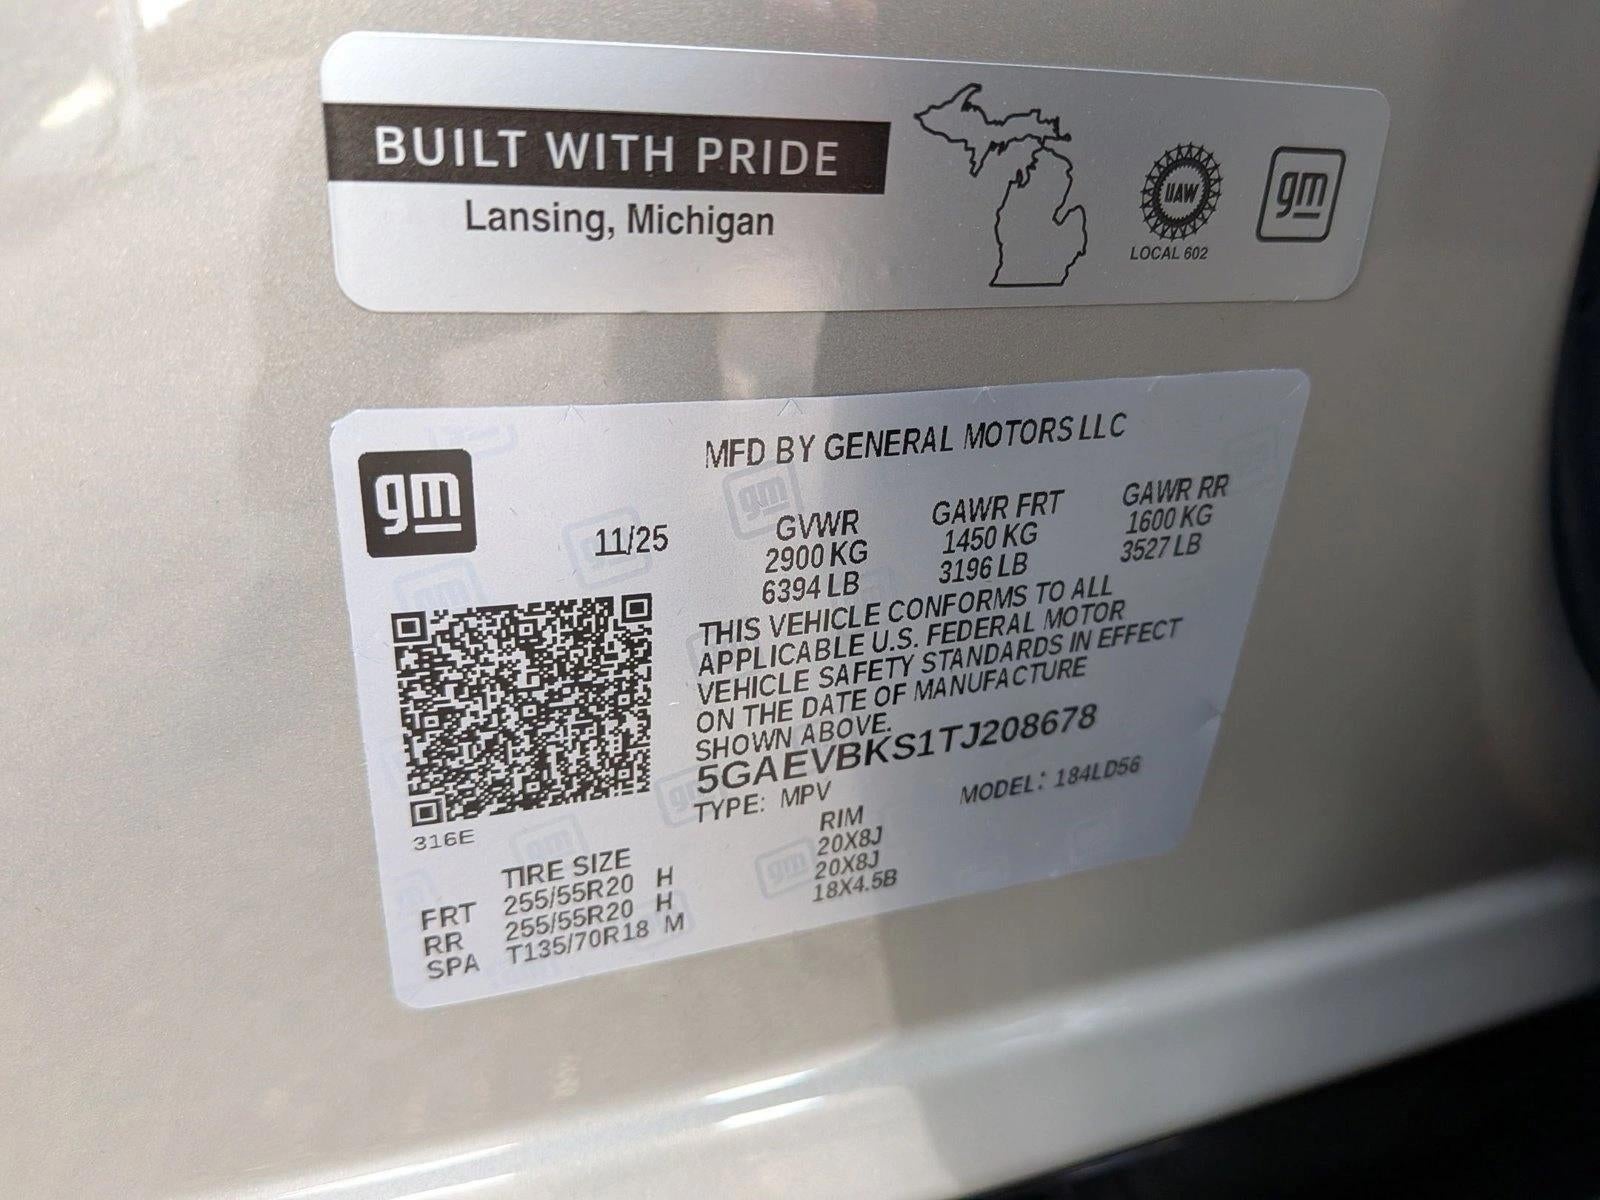 BUILT WITH PRIDE
Lansing, Michigan
UAW
LOCAL 602
gm
gm
MFD BY GENERAL MOTORS LLC
11/25
GVWR
2900 KG
6394 LB
GAWR FRT
1450 KG
3196 LB
GAWR RR
1600 KG
3527 LB
THIS VEHICLE CONFORMS TO ALL
APPLICABLE U.S. FEDERAL MOTOR
VEHICLE SAFETY STANDARDS IN EFFECT
ON THE DATE OF MANUFACTURE
SHOWN ABOVE.
5GAEVBKS1TJ208678
TYPE: MPV MODEL: 184LD56
316E
TIRE SIZE RIM
FRT 255/55R20 H 20X8J
RR 255/55R20 H 20X8J
SPA T135/70R18 M 18X4.5B